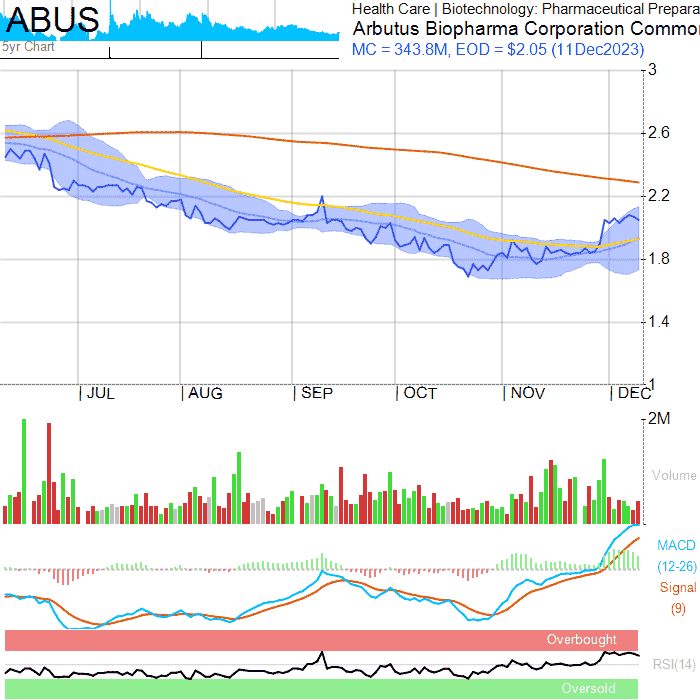 ABUS
5yr Chart
Health Care | Biotechnology: Pharmaceutical Prepara
Arbutus Biopharma Corporation Commo
MC = 343.8M, EOD = $2.05 (11Dec2023)
3
2.6
2.2
1.8
1.4
1
| JUL | AUG | SEP | OCT | NOV | DEC
2M
Volume
MACD
(12-26)
Signal
(9)
Overbought
RSI(14)
Oversold